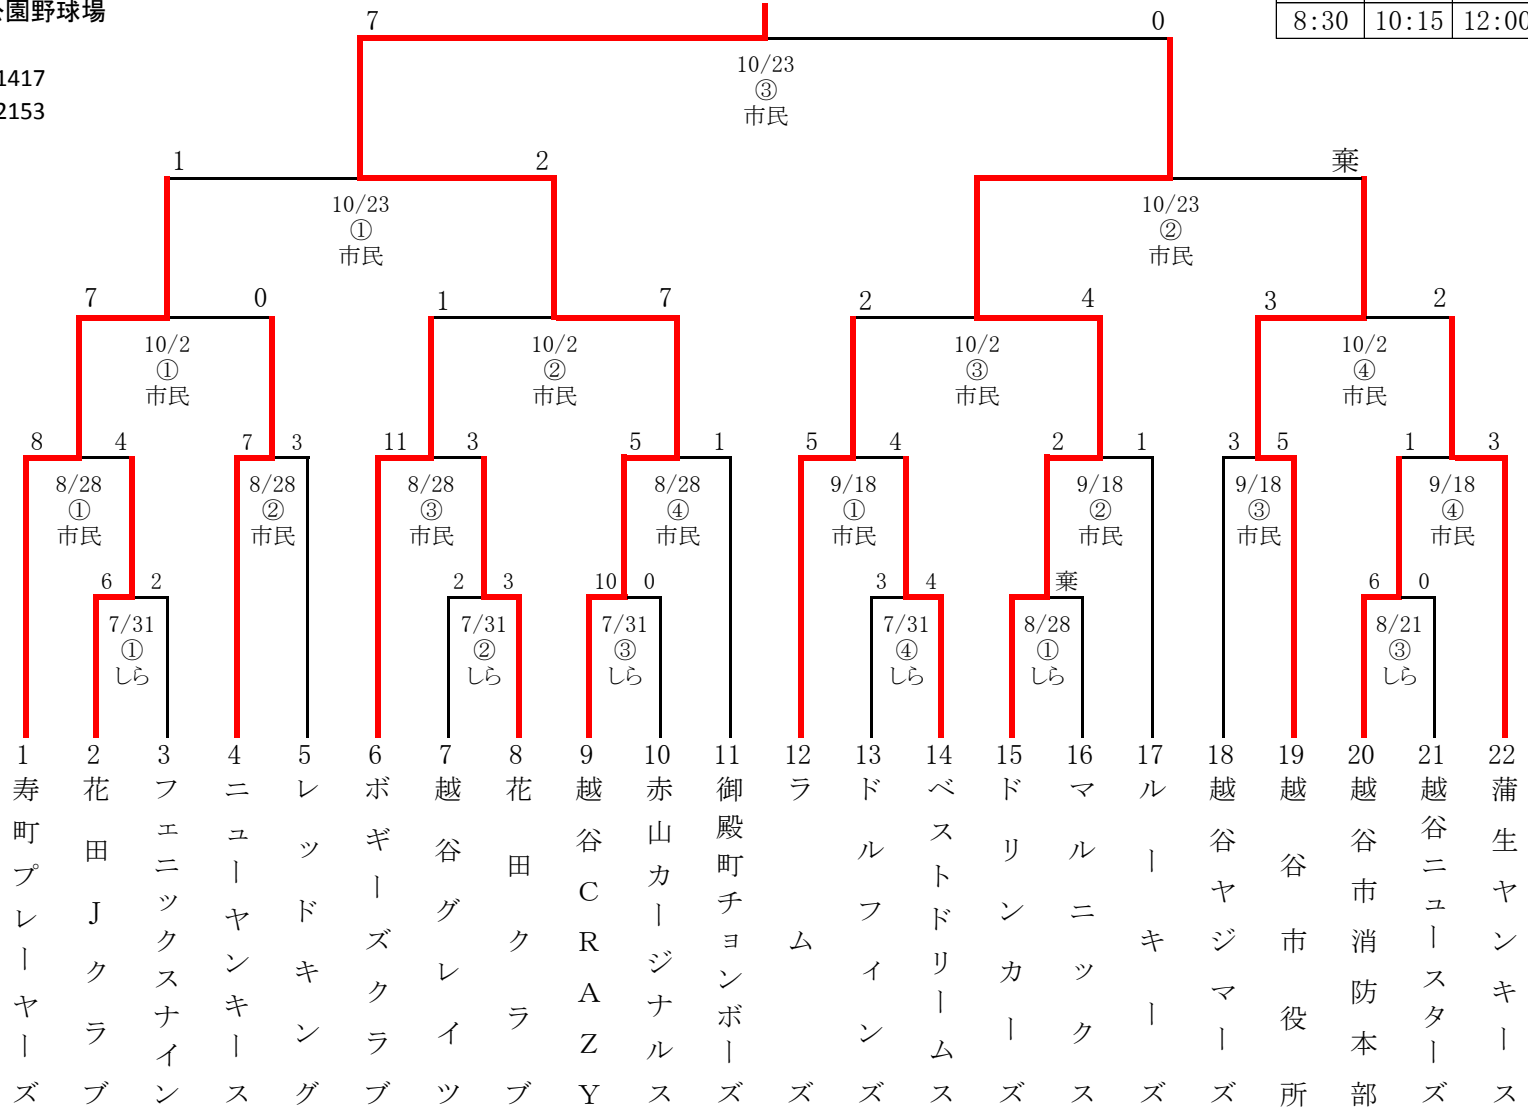 公園野球場
1417
2153
8:30 10:15 12:00
7 0
10/23
③
市民
1 2
10/23
①
市民
棄
10/23
②
市民
7 0
10/2
①
市民
1 7
10/2
②
市民
2 4
10/2
③
市民
3 2
10/2
④
市民
8 4
8/28
①
市民
7 3
8/28
②
市民
11 3
8/28
③
市民
5 1
8/28
④
市民
5 4
9/18
①
市民
2 1
9/18
②
市民
3 5
9/18
③
市民
1 3
9/18
④
市民
6 2
7/31
①
しら
2 3
7/31
②
しら
10 0
7/31
③
しら
3 4
7/31
④
しら
棄
8/28
①
しら
6 0
8/21
③
しら
1 寿町プレーヤーズ
2 花田Jクラブ
3 フェニックスナイン
4 ニューヤンキース
5 レッドキング
6 ボギーズクラブ
7 越谷グレイツ
8 花田クラブ
9 越谷CRAZY
10 赤山カージナルス
11 御殿町チョンボーズ
12 ラムズ
13 ドルフィンズ
14 ベストドリームス
15 ドリンカーズ
16 マルニックス
17 ルーキーズ
18 越谷ヤジマーズ
19 越谷市役所
20 越谷市消防本部
21 越谷ニュースターズ
22 蒲生ヤンキース